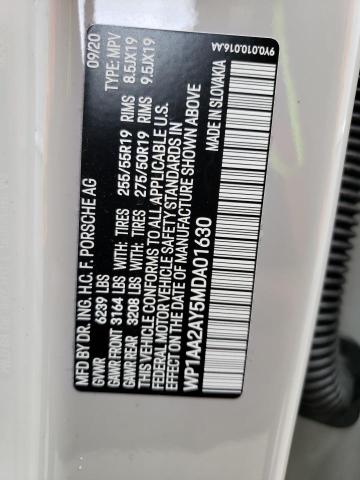 9Y0.010.016.AA
MFD BY DR. ING. H.C. F. PORSCHE AG 09/20
GVWR 6239 LBS TYPE: MPV
GAWR FRONT 3164 LBS WITH: TIRES 255/55R19 RIMS 8.5JX19
GAWR REAR 3208 LBS WITH: TIRES 275/50R19 RIMS 9.5JX19
THIS VEHICLE CONFORMS TO ALL APPLICABLE U.S.
FEDERAL MOTOR VEHICLE SAFETY STANDARDS IN
EFFECT ON THE DATE OF MANUFACTURE SHOWN ABOVE
WP1AA2AY5MDA01630 MADE IN SLOVAKIA